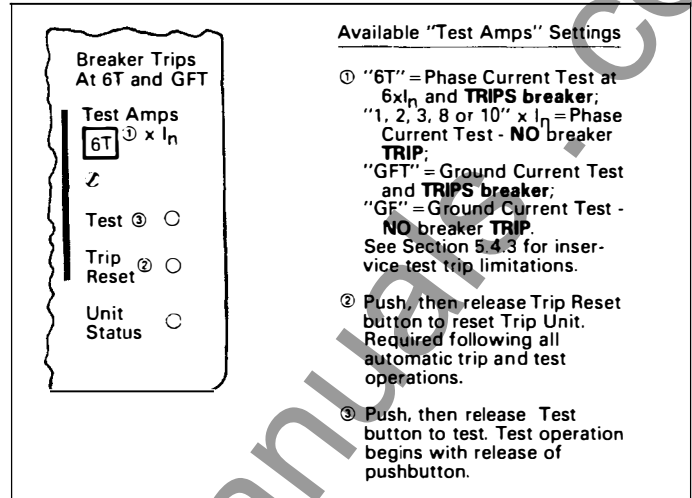 Breaker Trips
At 6T and GFT
Test Amps
6T ① x In
Test ③
Trip ②
Reset
Unit
Status
Available "Test Amps" Settings
① "6T" = Phase Current Test at
6xIn and TRIPS breaker;
"1, 2, 3, 8 or 10" x In = Phase
Current Test - NO breaker
TRIP;
"GFT" = Ground Current Test
and TRIPS breaker;
"GF" = Ground Current Test -
NO breaker TRIP.
See Section 5.4.3 for inser-
vice test trip limitations.
② Push, then release Trip Reset
button to reset Trip Unit.
Required following all
automatic trip and test
operations.
③ Push, then release Test
button to test. Test operation
begins with release of
pushbutton.